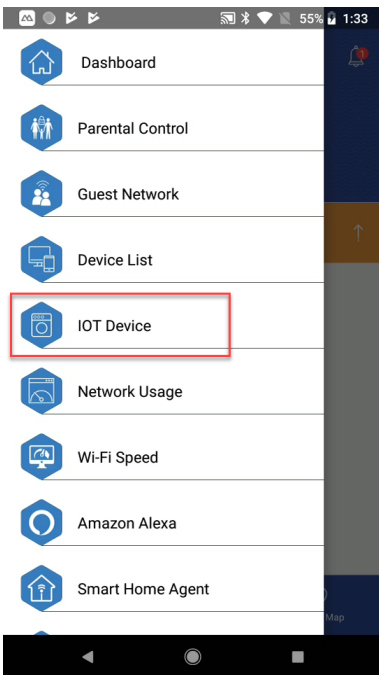 55% 1:33
1
Dashboard
Parental Control
Guest Network
Device List
IOT Device
Network Usage
Wi-Fi Speed
Amazon Alexa
Smart Home Agent
Map